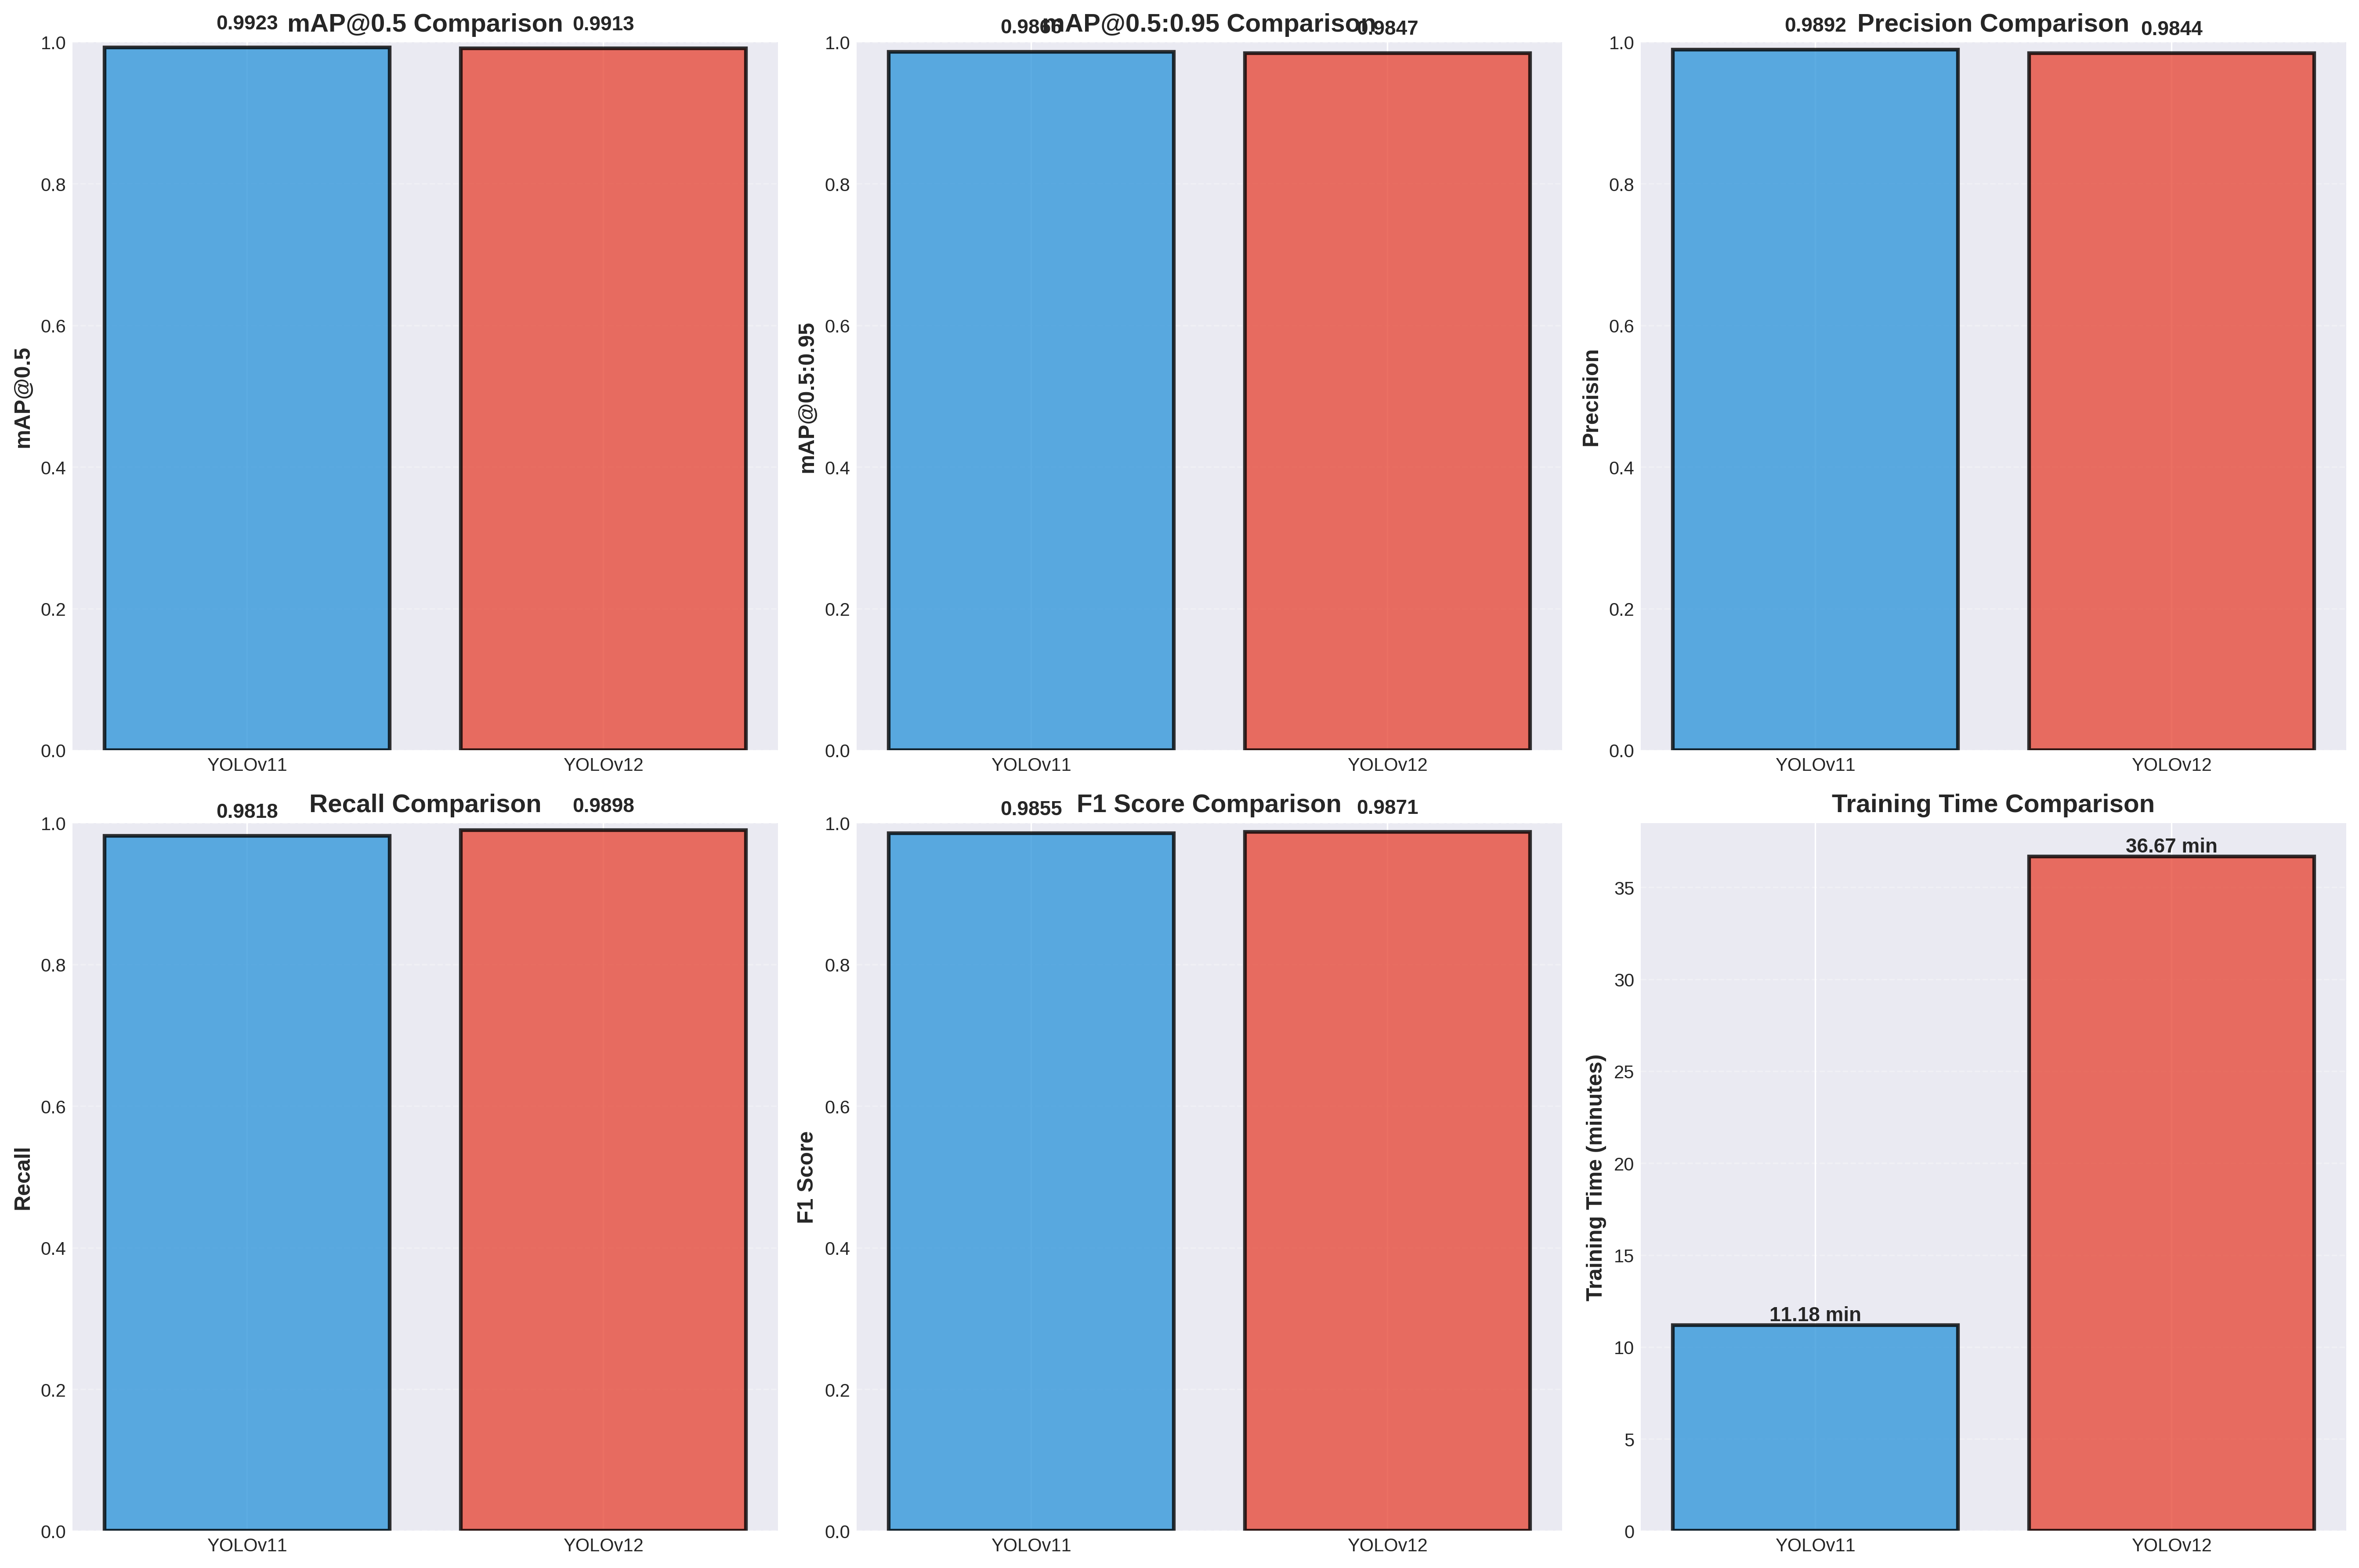 mAP@0.5 Comparison
0.9923
0.9913
mAP@0.5
1.0
0.8
0.6
0.4
0.2
0.0
YOLOv11
YOLOv12
mAP@0.5:0.95 Comparison
0.9847
mAP@0.5:0.95
1.0
0.8
0.6
0.4
0.2
0.0
YOLOv11
YOLOv12
Precision Comparison
0.9892
0.9844
Precision
1.0
0.8
0.6
0.4
0.2
0.0
YOLOv11
YOLOv12
Recall Comparison
0.9818
0.9898
Recall
1.0
0.8
0.6
0.4
0.2
0.0
YOLOv11
YOLOv12
F1 Score Comparison
0.9855
0.9871
F1 Score
1.0
0.8
0.6
0.4
0.2
0.0
YOLOv11
YOLOv12
Training Time Comparison
36.67 min
11.18 min
Training Time (minutes)
35
30
25
20
15
10
5
0
YOLOv11
YOLOv12